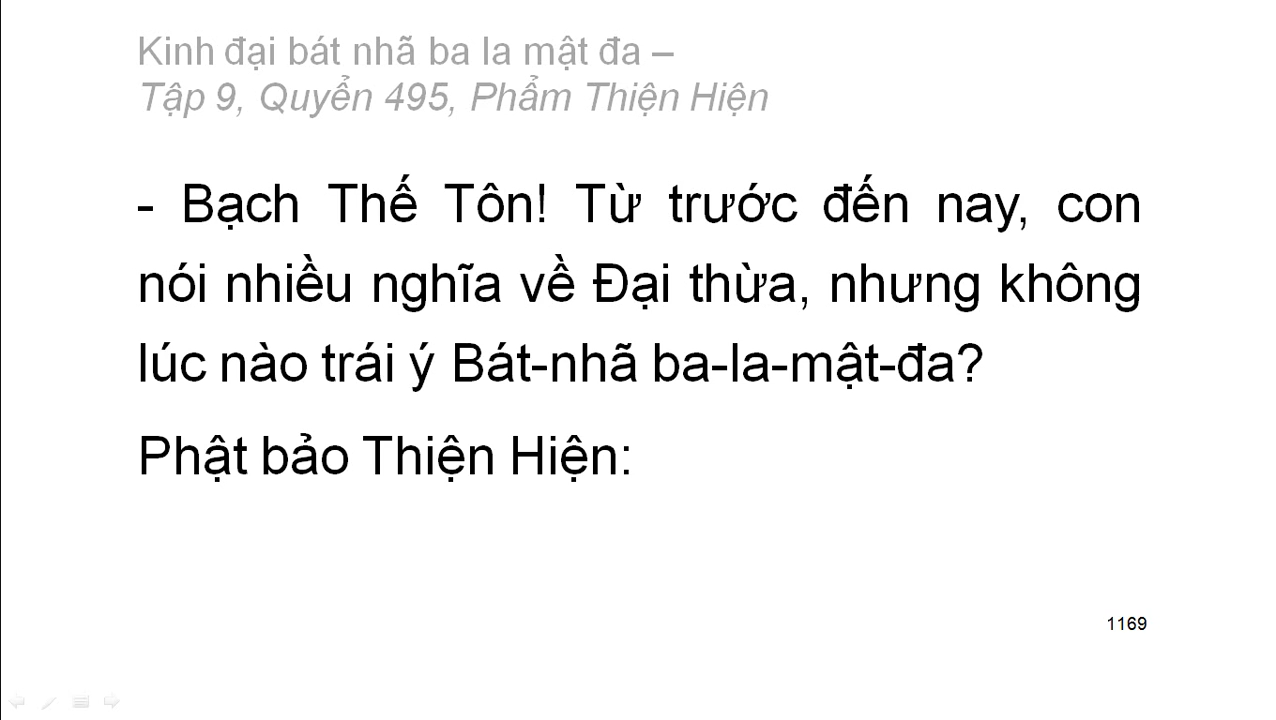 Kinh đại bát nhã ba la mật đa –
Tập 9, Quyển 495, Phẩm Thiện Hiện
- Bạch Thế Tôn! Từ trước đến nay, con
nói nhiều nghĩa về Đại thừa, nhưng không
lúc nào trái ý Bát-nhã ba-la-mật-đa?
Phật bảo Thiện Hiện:
1169